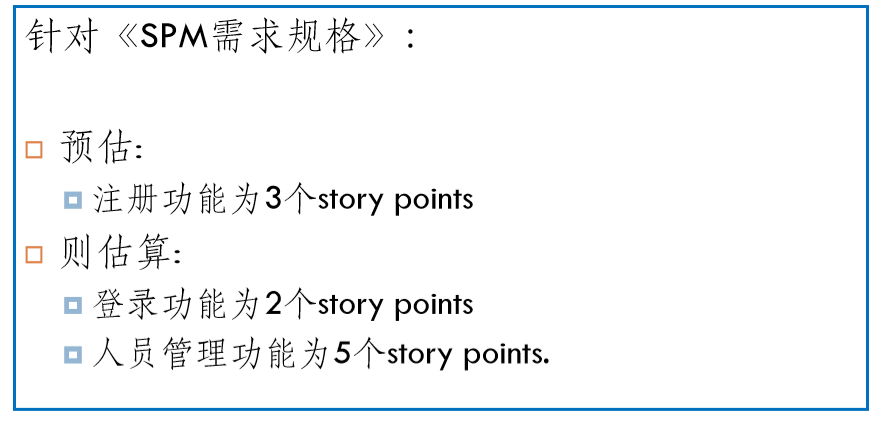 针对《SPM需求规格》:
预估:
注册功能为3个story points
则估算:
登录功能为2个story points
人员管理功能为5个story points.